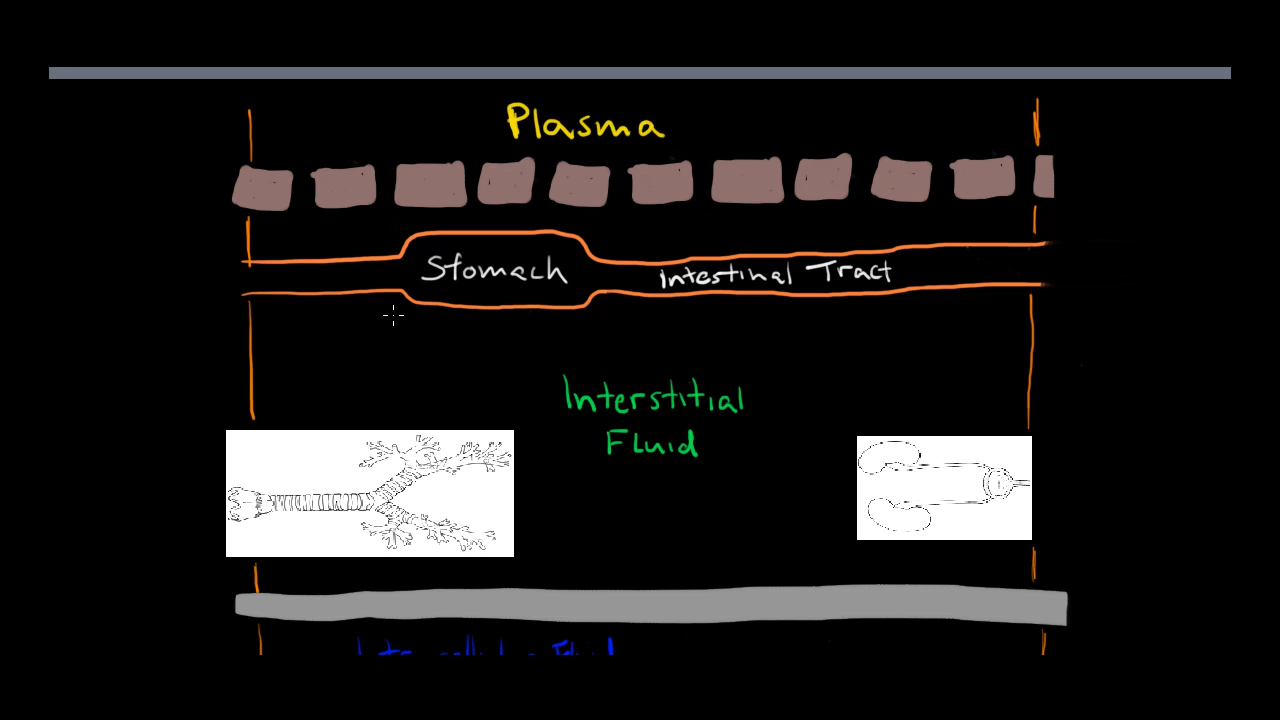 Plasma
Stomach
Intestinal Tract
Interstitial
Fluid